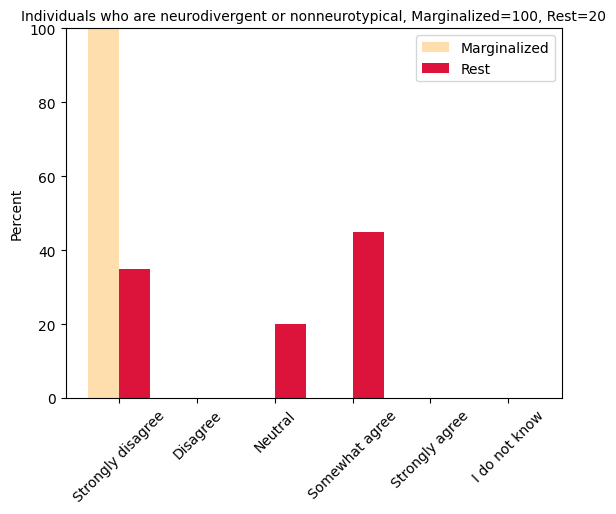 Individuals who are neurodivergent or nonneurotypical, Marginalized=100, Rest=20
Marginalized
Rest
Percent
100
80
60
40
20
0
Strongly disagree
Disagree
Neutral
Somewhat agree
Strongly agree
I do not know